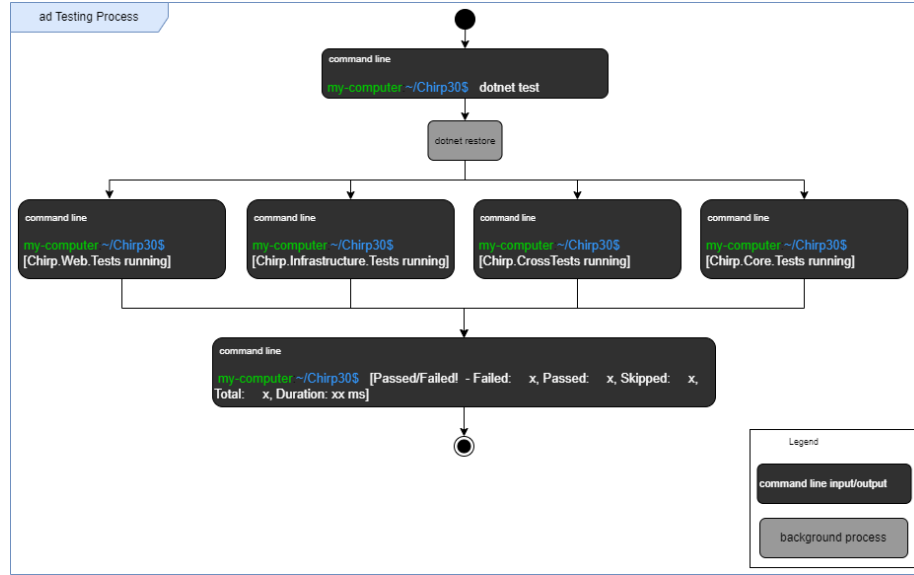 ad Testing Process
command line
my-computer ~/Chirp30$ dotnet test
dotnet restore
command line
my-computer ~/Chirp30$
[Chirp.Web.Tests running]
command line
my-computer ~/Chirp30$
[Chirp.Infrastructure.Tests running]
command line
my-computer ~/Chirp30$
[Chirp.CrossTests running]
command line
my-computer ~/Chirp30$
[Chirp.Core.Tests running]
command line
my-computer ~/Chirp30$ [Passed/Failed! - Failed: x, Passed: x, Skipped: x,
Total: x, Duration: xx ms]
Legend
command line input/output
background process